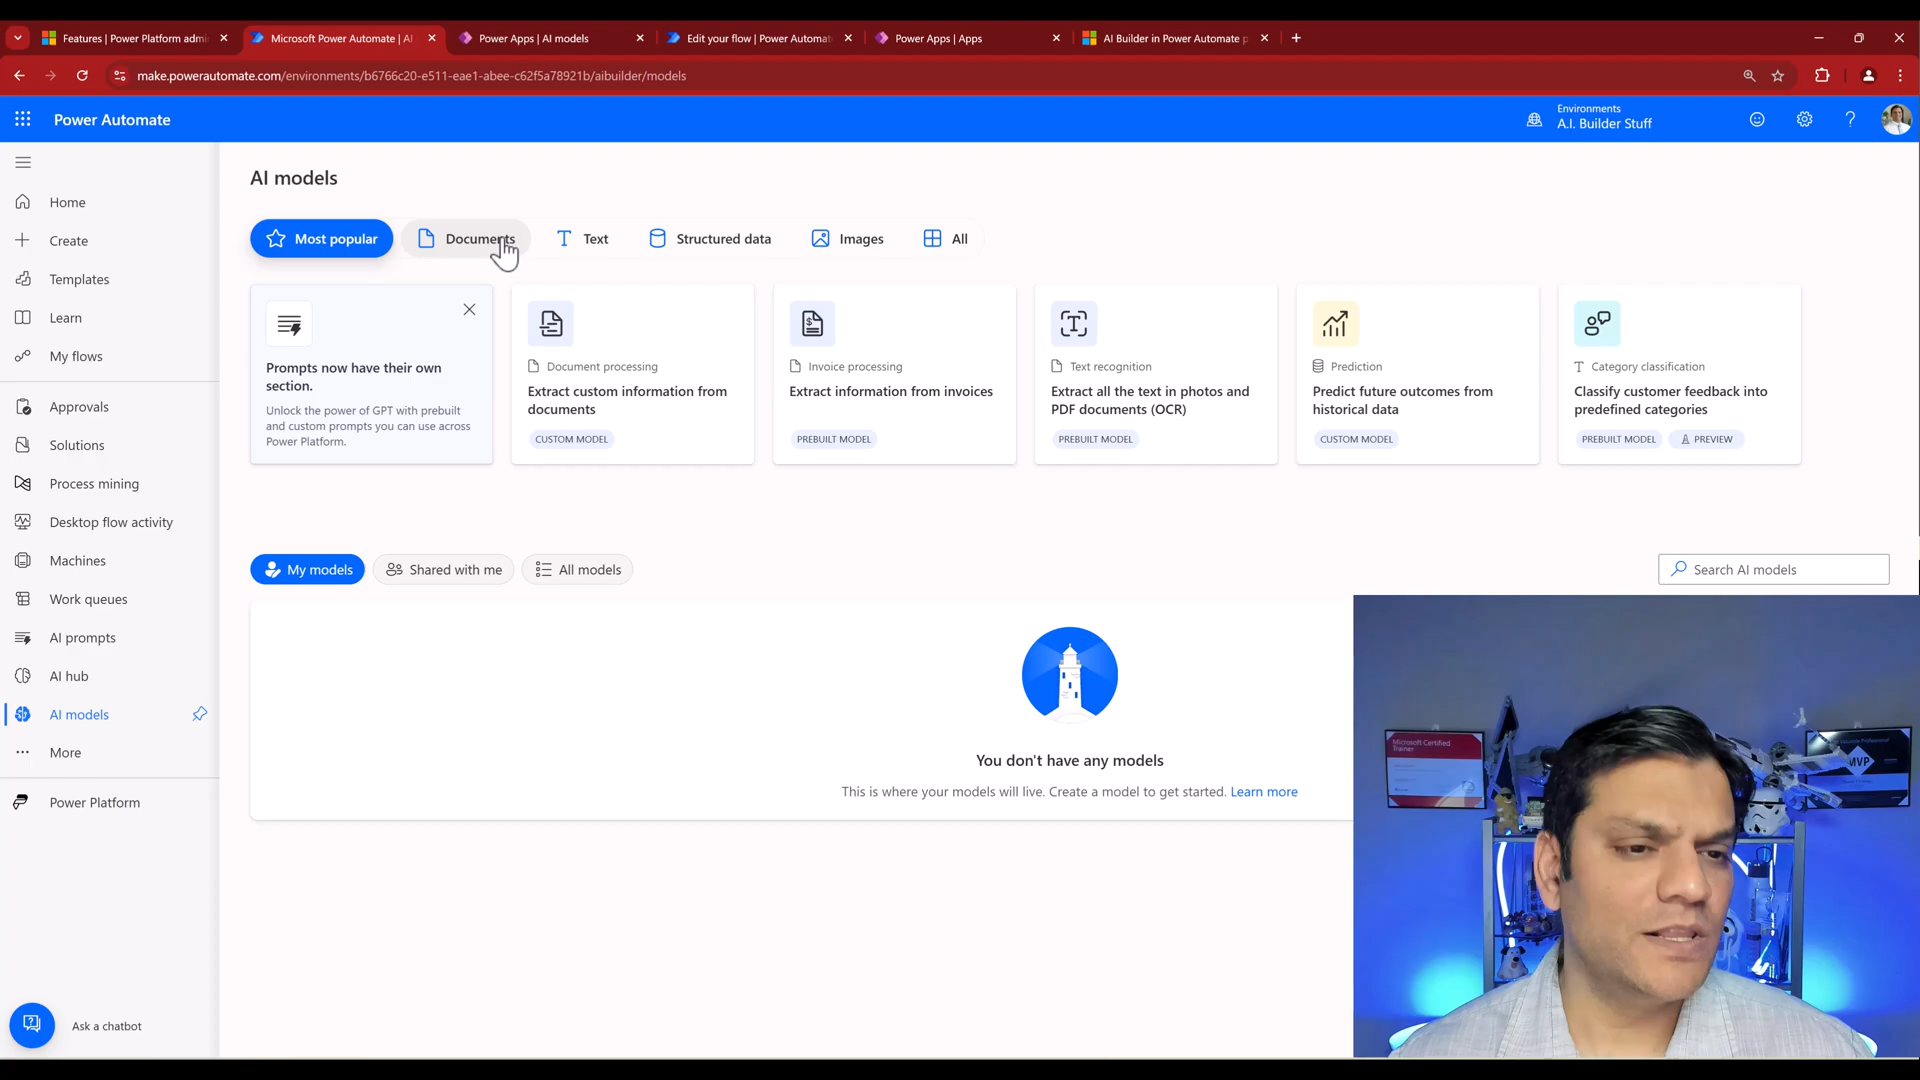 Features | Power Platform admi
Microsoft Power Automate | AI
Power Apps | AI models
Edit your flow | Power Automate
Power Apps | Apps
AI Builder in Power Automate p
make.powerautomate.com/environments/b6766c20-e511-eae1-abee-c62f5a78921b/aibuilder/models
Power Automate
Environments
A.I. Builder Stuff
Home
Create
Templates
Learn
My flows
Approvals
Solutions
Process mining
Desktop flow activity
Machines
Work queues
AI prompts
AI hub
AI models
More
Power Platform
Ask a chatbot
AI models
Most popular
Documents
Text
Structured data
Images
All
Prompts now have their own
section.
Unlock the power of GPT with prebuilt
and custom prompts you can use across
Power Platform.
Document processing
Extract custom information from
documents
CUSTOM MODEL
Invoice processing
Extract information from invoices
PREBUILT MODEL
Text recognition
Extract all the text in photos and
PDF documents (OCR)
PREBUILT MODEL
Prediction
Predict future outcomes from
historical data
CUSTOM MODEL
Category classification
Classify customer feedback into
predefined categories
PREBUILT MODEL
PREVIEW
My models
Shared with me
All models
Search AI models
You don't have any models
This is where your models will live. Create a model to get started. Learn more
Microsoft Certified
Trainer
MVP